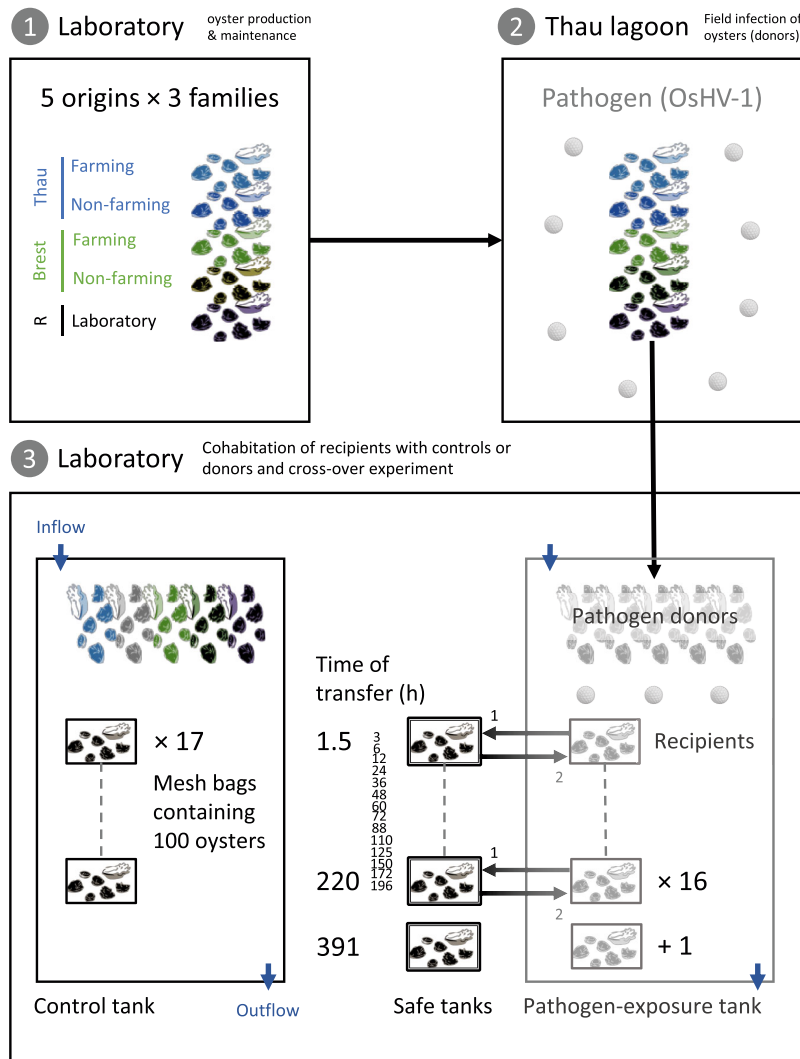 1 Laboratory oyster production
& maintenance
2 Thau lagoon Field infection of
oysters (donors)
5 origins × 3 families
Thau
Farming
Non-farming
Brest
Farming
Non-farming
R
Laboratory
Pathogen (OsHV-1)
3 Laboratory Cohabitation of recipients with controls or
donors and cross-over experiment
Inflow
Pathogen donors
Time of
transfer (h)
× 17
Mesh bags
containing
100 oysters
1.5
3
6
12
24
36
48
60
72
88
110
125
150
172
196
220
391
1
2
Recipients
1
2
× 16
+ 1
Control tank
Outflow
Safe tanks
Pathogen-exposure tank